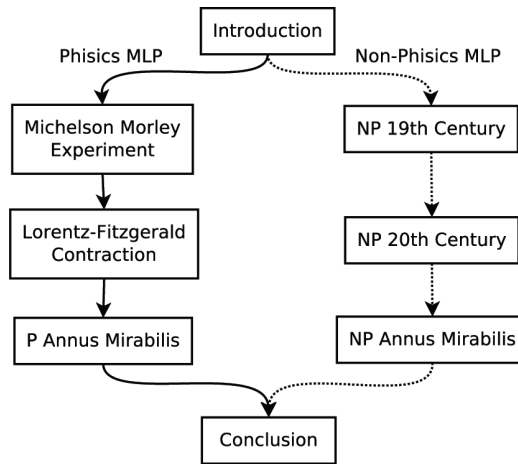 Introduction
Phisics MLP
Non-Phisics MLP
Michelson Morley
Experiment
NP 19th Century
Lorentz-Fitzgerald
Contraction
NP 20th Century
P Annus Mirabilis
NP Annus Mirabilis
Conclusion